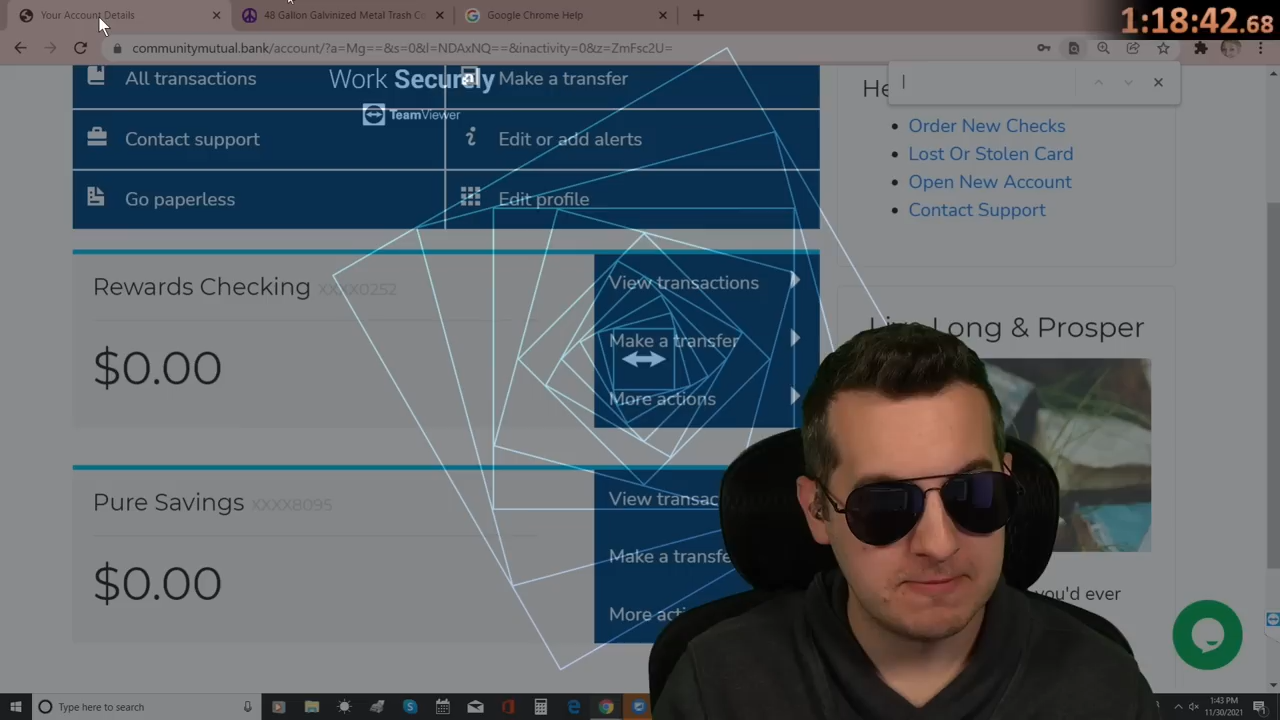 Your Account Details
48 Gallon Galvinized Metal Trash Co
Google Chrome Help
1:18:42.68
communitymutual.bank/account/?a=Mg==&s=0&l=NDAxNQ==&inactivity=0&z=ZmFsc2U=
Work Securely
TeamViewer
All transactions
Make a transfer
Contact support
Edit or add alerts
Go paperless
Edit profile
He
Order New Checks
Lost Or Stolen Card
Open New Account
Contact Support
Rewards Checking XXXX0252
$0.00
View transactions
Make a transfer
More actions
Pure Savings XXXX8095
$0.00
View transac
Make a transfe
More acti
Live Long & Prosper
you'd ever
Type here to search
1:43 PM
11/30/2021